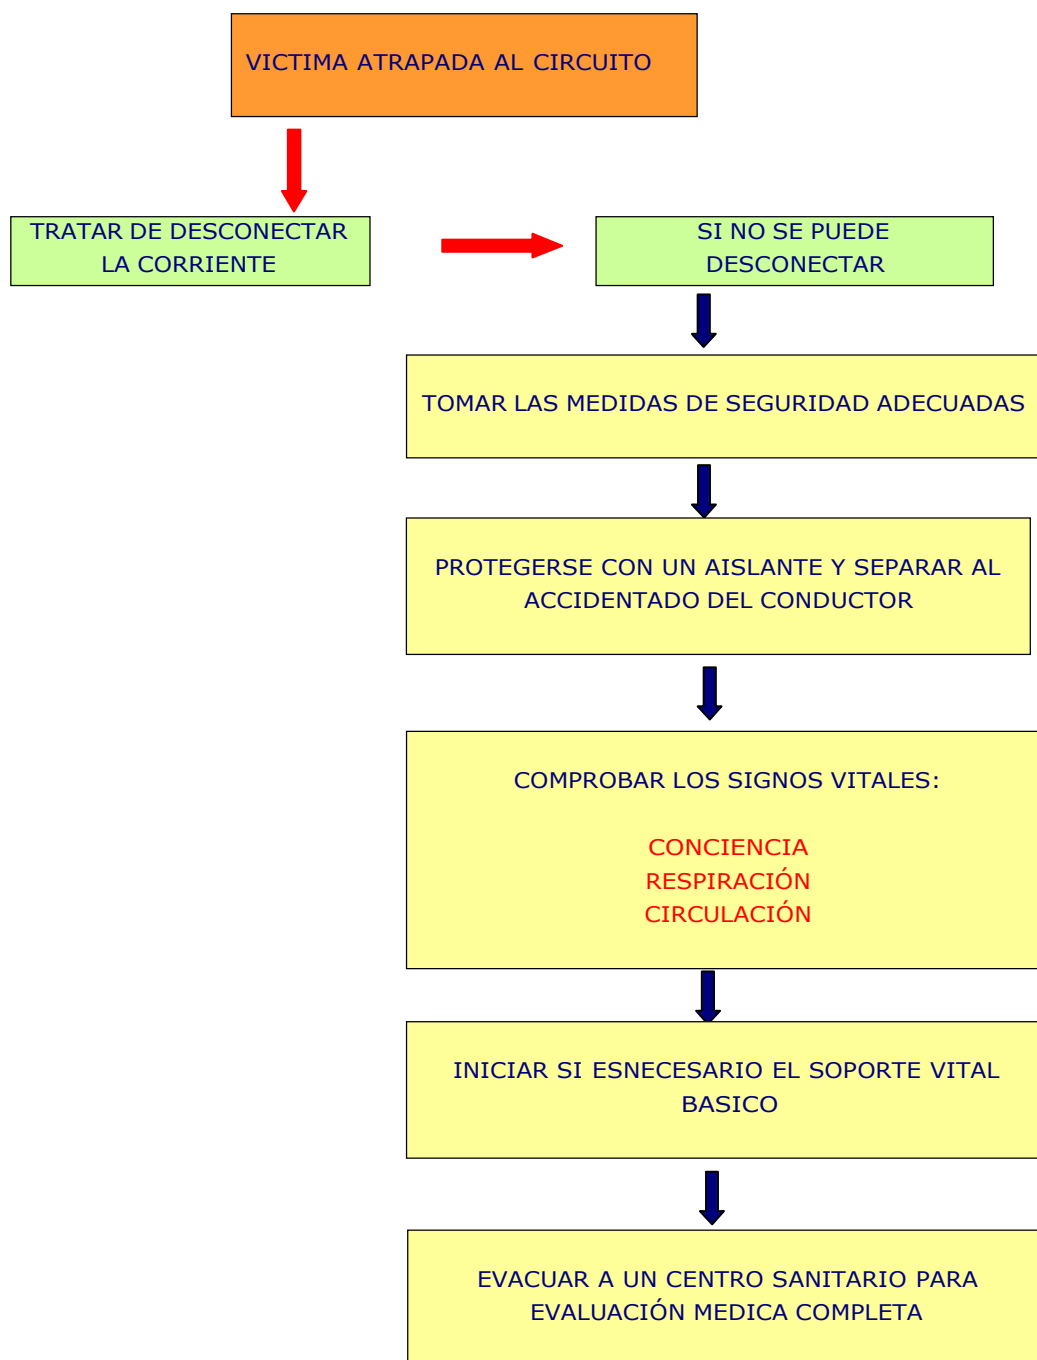 VICTIMA ATRAPADA AL CIRCUITO
TRATAR DE DESCONECTAR
LA CORRIENTE
SI NO SE PUEDE
DESCONECTAR
TOMAR LAS MEDIDAS DE SEGURIDAD ADECUADAS
PROTEGERSE CON UN AISLANTE Y SEPARAR AL
ACCIDENTADO DEL CONDUCTOR
COMPROBAR LOS SIGNOS VITALES:
CONCIENCIA
RESPIRACIÓN
CIRCULACIÓN
INICIAR SI ESNECESARIO EL SOPORTE VITAL
BASICO
EVACUAR A UN CENTRO SANITARIO PARA
EVALUACIÓN MEDICA COMPLETA